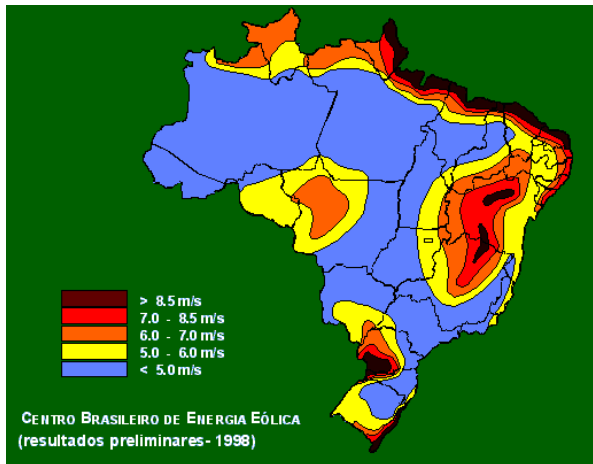 > 8.5 m/s
7.0 - 8.5 m/s
6.0 - 7.0 m/s
5.0 - 6.0 m/s
< 5.0 m/s
CENTRO BRASILEIRO DE ENERGIA EÓLICA
(resultados preliminares- 1998)